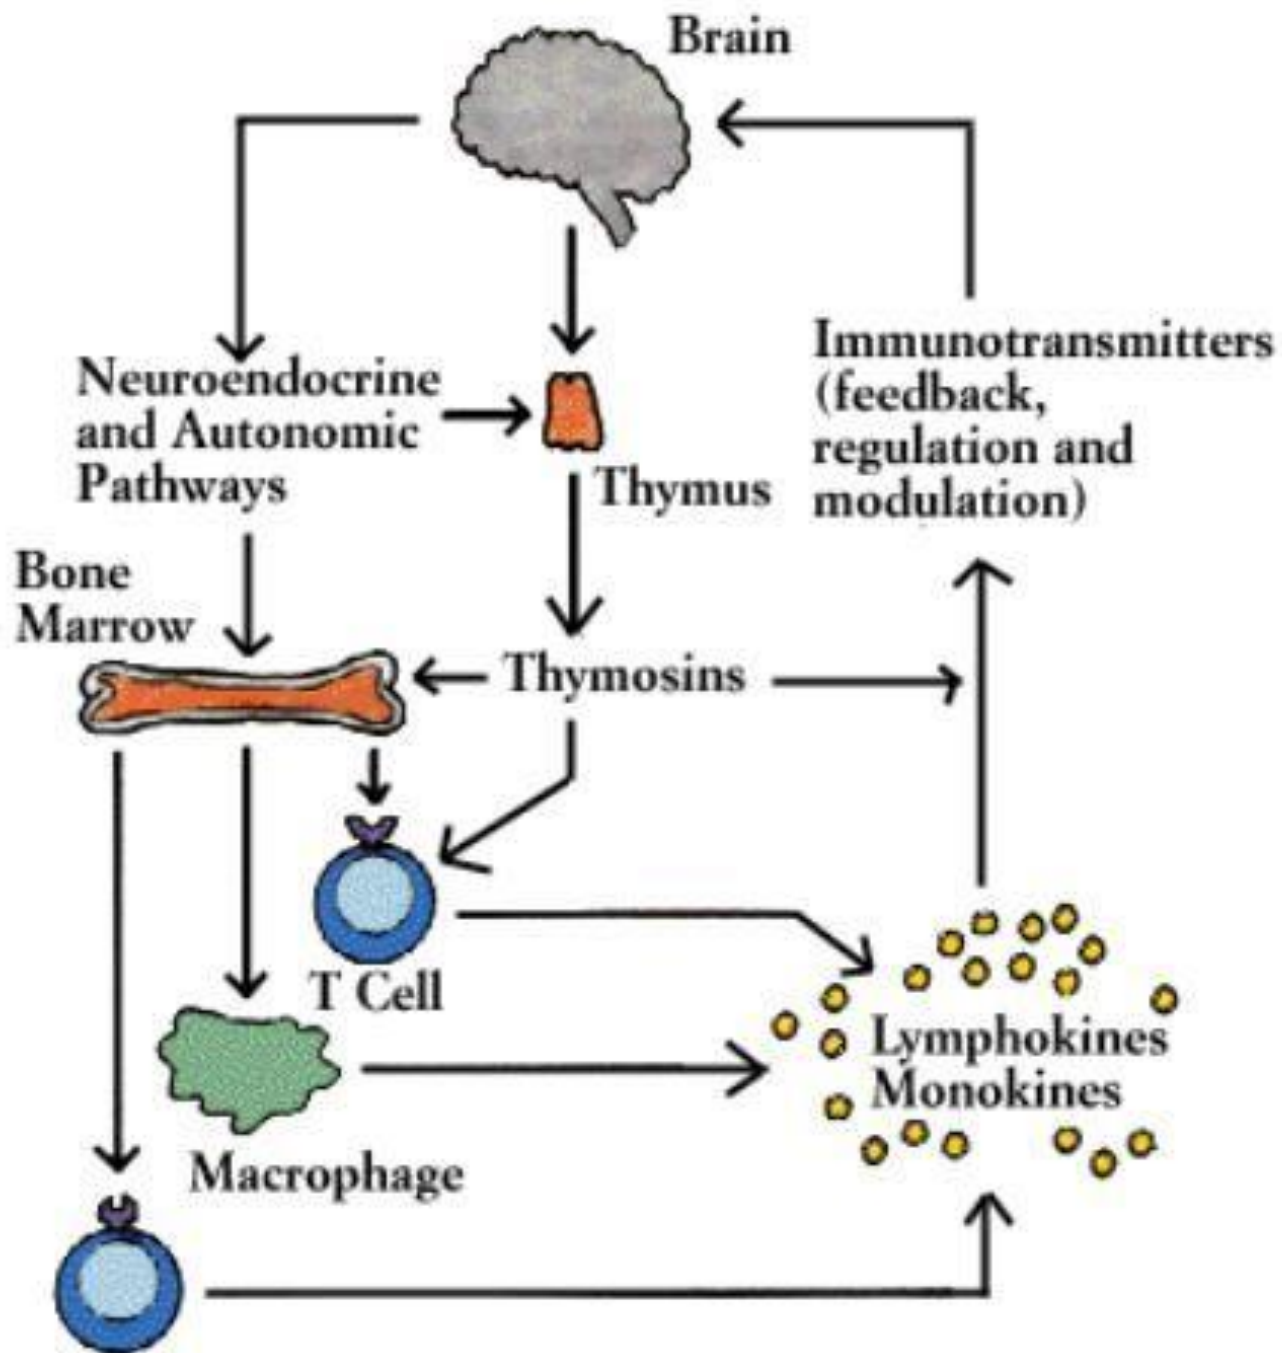 Brain
Neuroendocrine
and Autonomic
Pathways
Immunotransmitters
(feedback,
regulation and
modulation)
Thymus
Bone
Marrow
Thymosins
T Cell
Lymphokines
Monokines
Macrophage